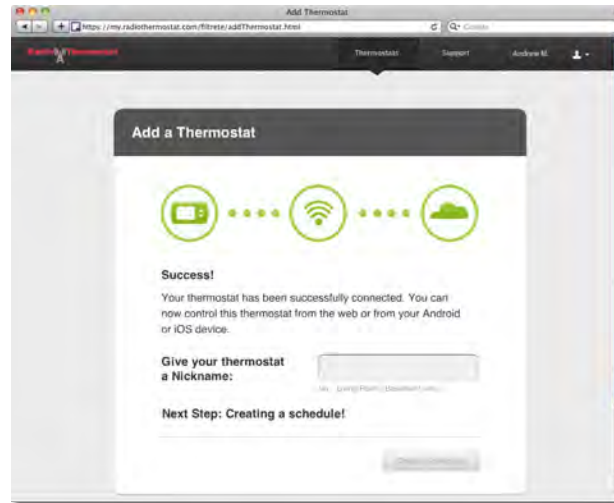 Add Thermostat
https://my.radiothermostat.com/filtrete/addThermostat.html
Thermostats Support Andrew M.
Add a Thermostat
Success!
Your thermostat has been successfully connected. You can
now control this thermostat from the web or from your Android
or iOS device.
Give your thermostat
a Nickname:
Next Step: Creating a schedule!